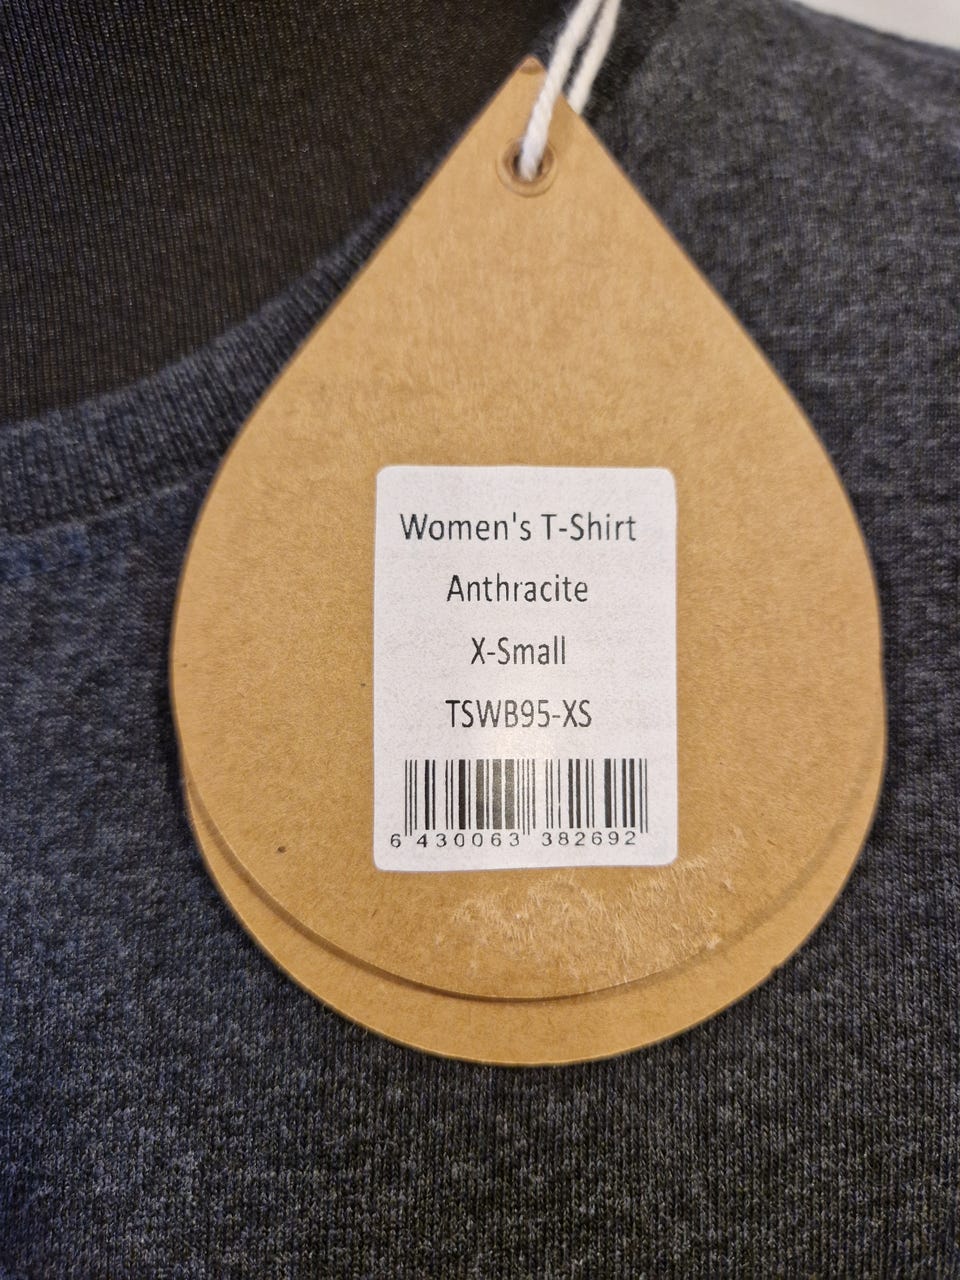 Women's T-Shirt
Anthracite
X-Small
TSWB95-XS
6 430063 382692